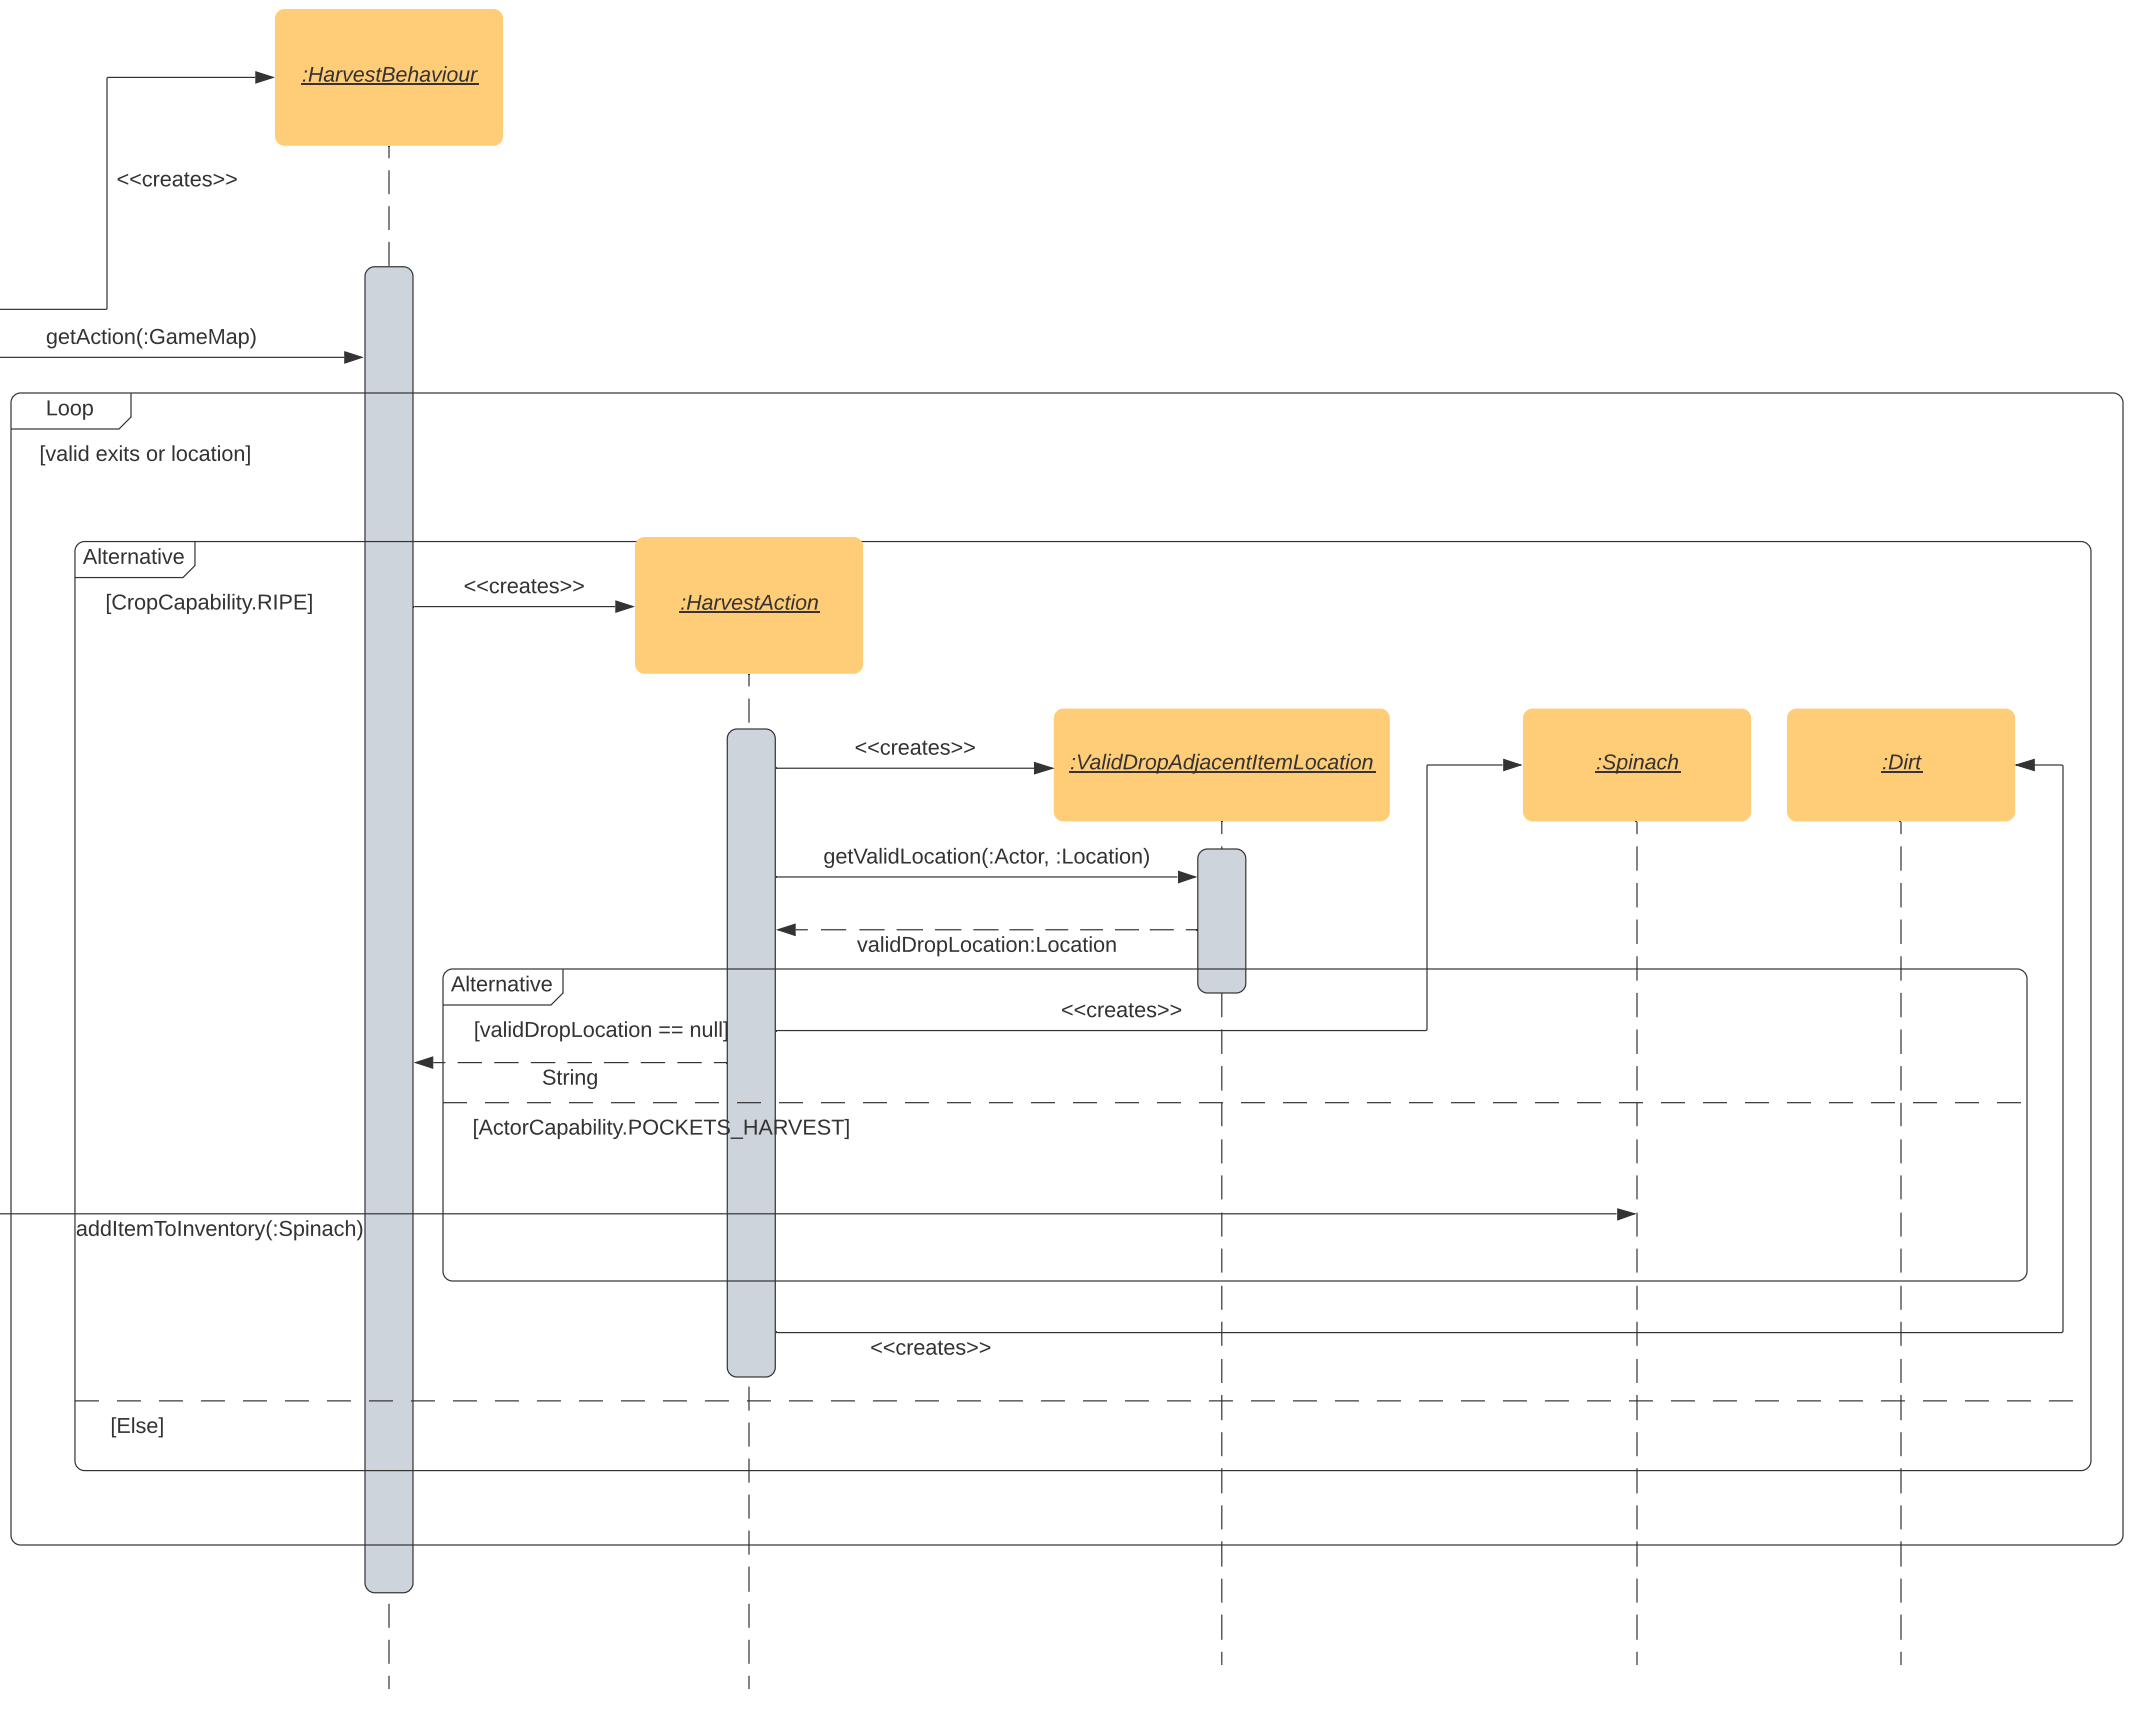 :HarvestBehaviour
<<creates>>
getAction(:GameMap)
Loop
[valid exits or location]
Alternative
[CropCapability.RIPE]
<<creates>>
:HarvestAction
<<creates>>
:ValidDropAdjacentItemLocation
:Spinach
:Dirt
getValidLocation(:Actor, :Location)
validDropLocation:Location
Alternative
<<creates>>
[validDropLocation == null]
String
[ActorCapability.POCKETS_HARVEST]
addItemToInventory(:Spinach)
<<creates>>
[Else]